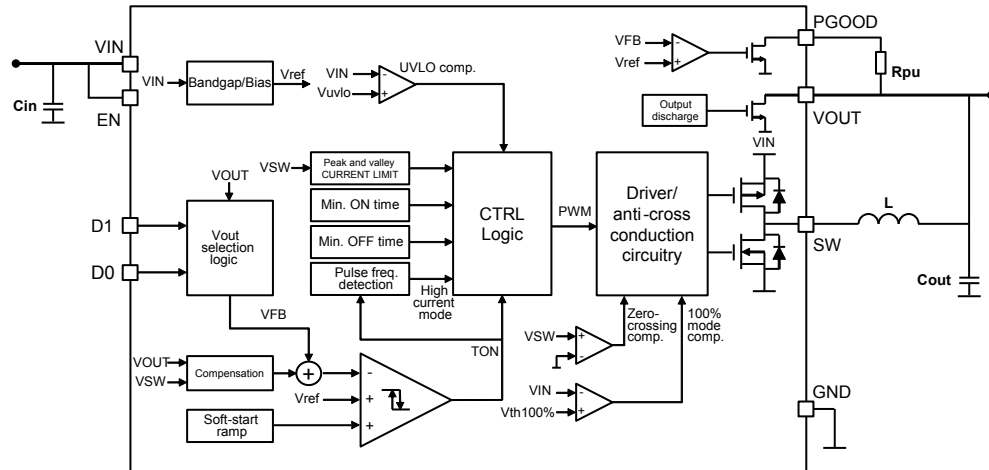 PGOOD
VIN
VFB
-
Vref
+
Rpu
VIN
Bandgap/Bias
Vref
VIN
-
Vuvlo
+
UVLO comp.
Cin
EN
Output
discharge
VOUT
VIN
VSW
Peak and valley
CURRENT LIMIT
VOUT
Min. ON time
CTRL
Logic
PWM
Driver/
anti-cross
conduction
circuitry
L
D1
Vout
selection
logic
Min. OFF time
SW
D0
Pulse freq.
detection
High
current
mode
Cout
VFB
Zero-
crossing
comp.
100%
mode
comp.
VSW
+
-
TON
VOUT
VSW
Compensation
+
-
Vref
+
VIN
-
Vth100%
+
GND
Soft-start
ramp
+